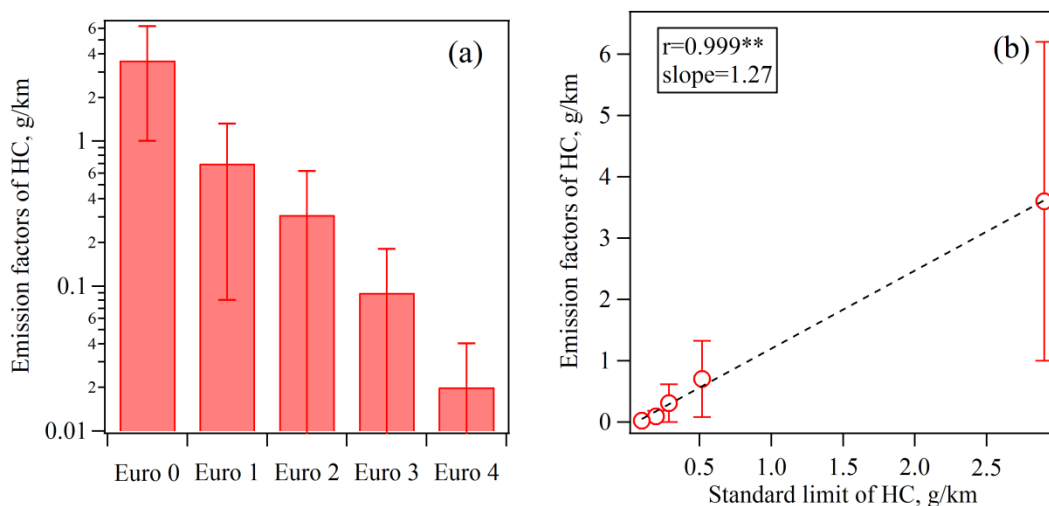 (a)
Emission factors of HC, g/km
6
4
2
1
6
4
2
0.1
6
4
2
0.01
Euro 0 Euro 1 Euro 2 Euro 3 Euro 4
(b)
r=0.999**
slope=1.27
Emission factors of HC, g/km
6
5
4
3
2
1
0
0.5 1.0 1.5 2.0 2.5
Standard limit of HC, g/km